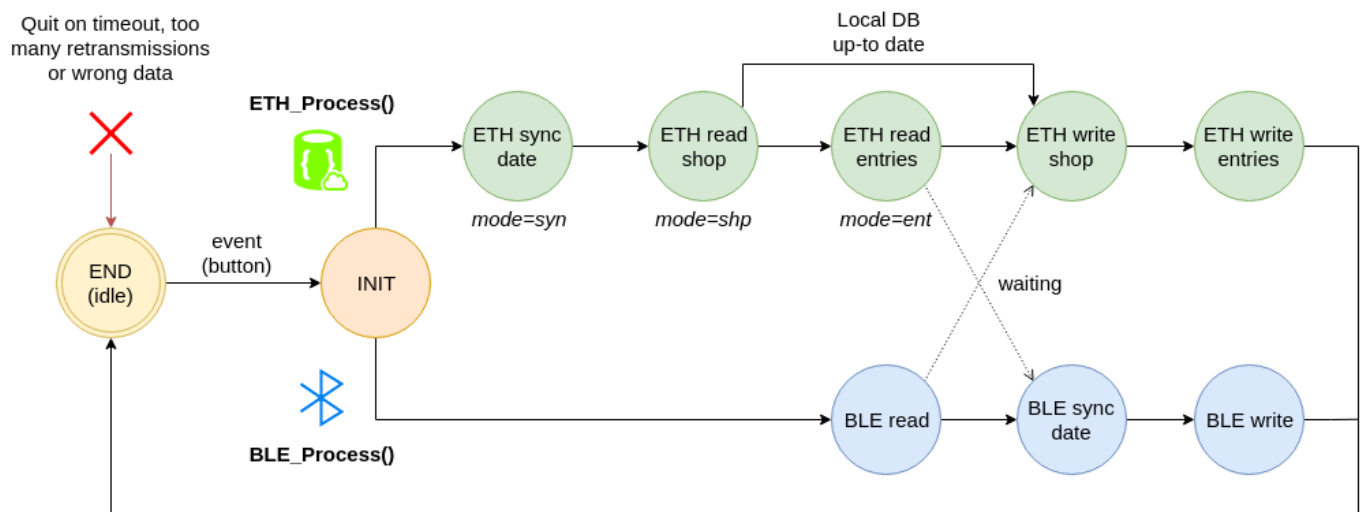 Quit on timeout, too
many retransmissions
or wrong data
Local DB
up-to date
ETH_Process()
{ }
ETH sync
date
ETH read
shop
ETH read
entries
ETH write
shop
ETH write
entries
mode=syn
mode=shp
mode=ent
event
(button)
END
(idle)
INIT
waiting
BLE read
BLE sync
date
BLE write
BLE_Process()